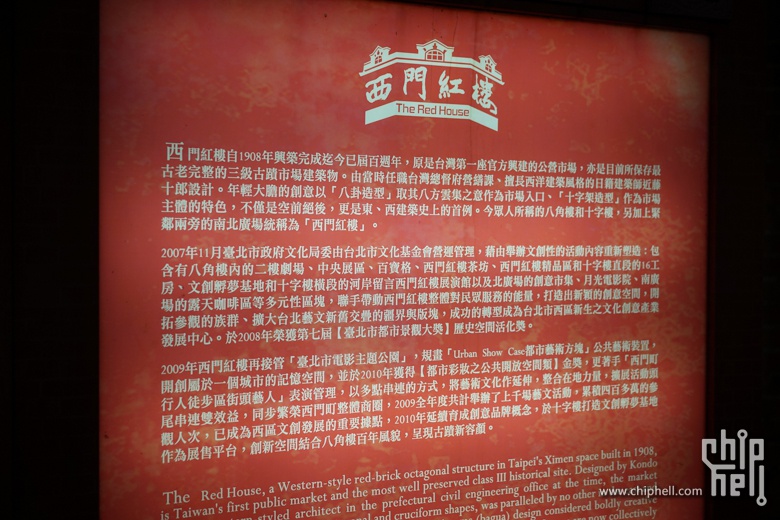 西門紅樓
The Red House
西門紅樓自1908年興築完成迄今已屆百週年,原是台灣第一座官方興建的公營市場,亦是目前所保存最
古老完整的三級古蹟市場建築物。由當時任職台灣總督府營繕課、擅長西洋建築風格的日籍建築師近藤
十郎設計。年輕大膽的創意以「八卦造型」取其八方雲集之意作為市場入口、「十字架造型」作為市場
主體的特色,不僅是空前絕後,更是東、西建築史上的首例。今眾人所稱的八角樓和十字樓,另加上緊
鄰兩旁的南北廣場統稱為「西門紅樓」。
2007年11月臺北市政府文化局委由台北市文化基金會營運管理,藉由舉辦文創性的活動內容重新塑造:包
含有八角樓內的二樓劇場、中央展區、百寶格、西門紅樓茶坊、西門紅樓精品區和十字樓直段的16工
房、文創孵夢基地和十字樓橫段的河岸留言西門紅樓展演館以及北廣場的創意市集、月光電影院、南廣
場的露天咖啡區等多元性區塊,聯手帶動西門紅樓整體對民眾服務的能量,打造出新穎的創意空間,開
拓參觀的族群、擴大台北藝文新舊交疊的疆界與版塊,成功的轉型成為台北市西區新生之文化創意產業
發展中心。於2008年榮獲第七屆【臺北市都市景觀大獎】歷史空間活化獎。
2009年西門紅樓再接管「臺北市電影主題公園」,規畫「Urban Show Case都市藝術方塊」公共藝術裝置,
開創屬於一個城市的記憶空間,並於2010年獲得【都市彩妝之公共開放空間類】金獎,更著手「西門町
行人徒步區街頭藝人」表演管理,以多點串連的方式,將藝術文化作延伸,整合在地力量,擴展活動頭
尾串連雙效益,同步繁榮西門町整體商圈,2009全年度共計舉辦了上千場藝文活動,累積四百多萬的參
觀人次,已成為西區文創發展的重要據點,2010年延續育成創意品牌概念,於十字樓打造文創孵夢基地
作為展售平台,創新空間結合八角樓百年風貌,呈現古蹟新容顏。
The Red House, a Western-style red-brick octagonal structure in Taipei's Ximen space built in 1908,
is Taiwan's first public market and the most well preserved class III historical site. Designed by Kondo
styled architect in the prefectural civil engineering office at the time, the market
and cruciform shapes, was paralleled by no other
(bagua) design considered boldly creative
now collectively
www.chiphell.com
chip
hell